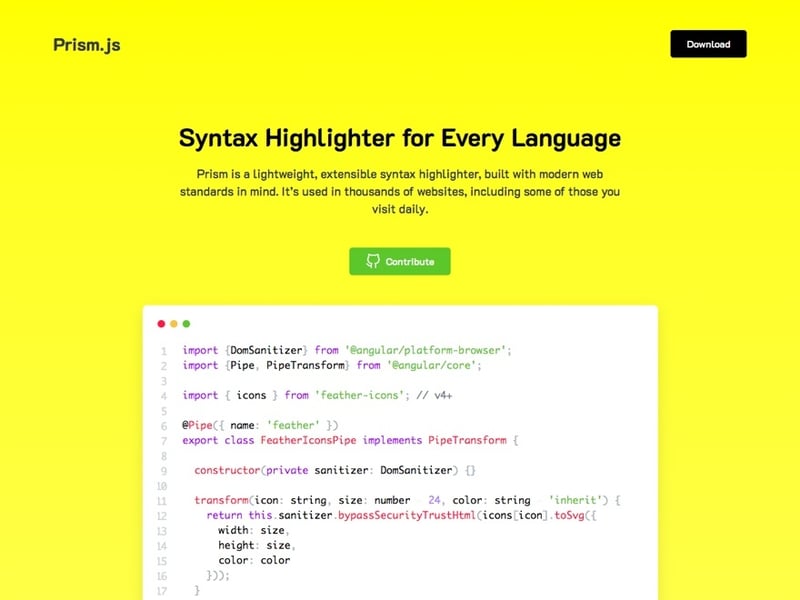 Prism.js
Download
Syntax Highlighter for Every Language
Prism is a lightweight, extensible syntax highlighter, built with modern web
standards in mind. It's used in thousands of websites, including some of those you
visit daily.
Contribute
1 import {DomSanitizer} from '@angular/platform-browser';
2 import {Pipe, PipeTransform} from '@angular/core';
3
4 import { icons } from 'feather-icons'; // v4+
5
6 @Pipe({ name: 'feather' })
7 export class FeatherIconsPipe implements PipeTransform {
8
9 constructor(private sanitizer: DomSanitizer) {}
10
11 transform(icon: string, size: number 24, color: string 'inherit') {
12 return this.sanitizer.bypassSecurityTrustHtml(icons[icon].toSvg({
13 width: size,
14 height: size,
15 color: color
16 }));
17 }